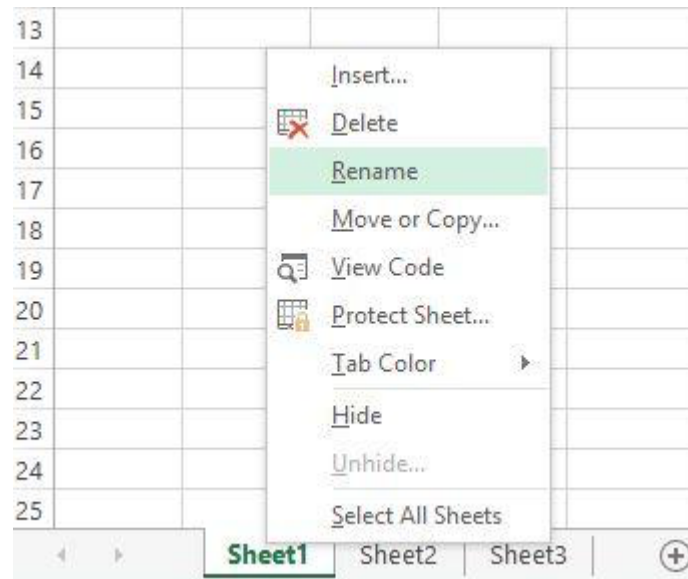 13
14
15
16
17
18
19
20
21
22
23
24
25
Insert...
Delete
Rename
Move or Copy...
View Code
Protect Sheet...
Tab Color
Hide
Unhide...
Select All Sheets
Sheet1 Sheet2 Sheet3